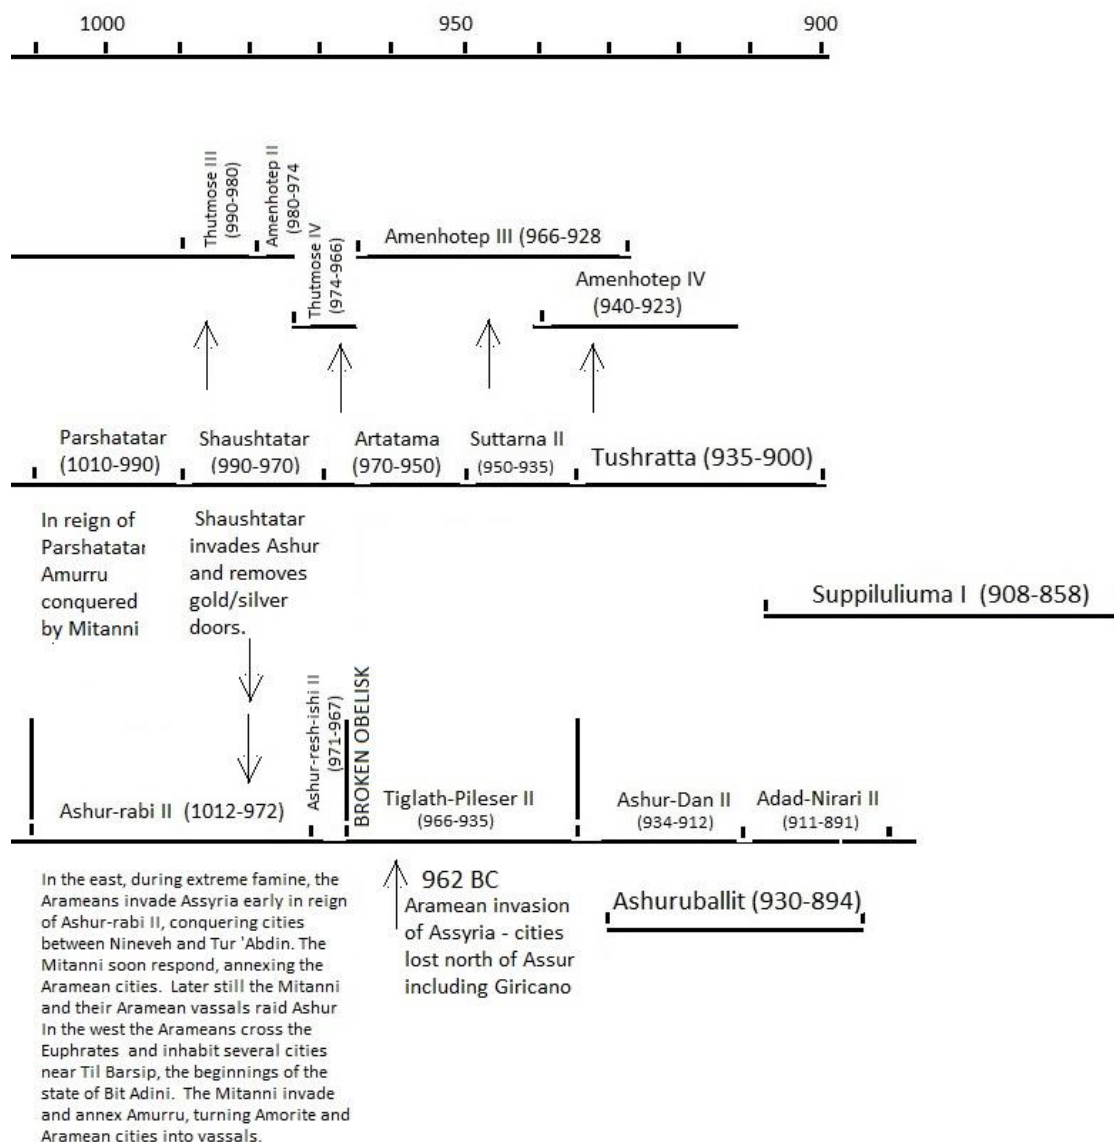 1000 950 900
Thutmose III
(990-980)
Amenhotep II
(980-974
Thutmose IV
(974-966)
Amenhotep III (966-928
Amenhotep IV
(940-923)
Parshatatar
(1010-990)
Shaushtatar
(990-970)
Artatama
(970-950)
Suttarna II
(950-935)
Tushratta (935-900)
In reign of
Parshatatar
Amurru
conquered
by Mitanni
Shaushtatar
invades Ashur
and removes
gold/silver
doors.
Suppiluliuma I (908-858)
Ashur-rabi II (1012-972)
Ashur-resh-ishi II
(971-967)
BROKEN OBELISK
Tiglath-Pileser II
(966-935)
Ashur-Dan II
(934-912)
Adad-Nirari II
(911-891)
In the east, during extreme famine, the
Arameans invade Assyria early in reign
of Ashur-rabi II, conquering cities
between Nineveh and Tur 'Abdin. The
Mitanni soon respond, annexing the
Aramean cities. Later still the Mitanni
and their Aramean vassals raid Ashur
In the west the Arameans cross the
Euphrates and inhabit several cities
near Til Barsip, the beginnings of the
state of Bit Adini. The Mitanni invade
and annex Amurru, turning Amorite and
Aramean cities into vassals.
962 BC
Aramean invasion
of Assyria - cities
lost north of Assur
including Giricano
Ashuruballit (930-894)